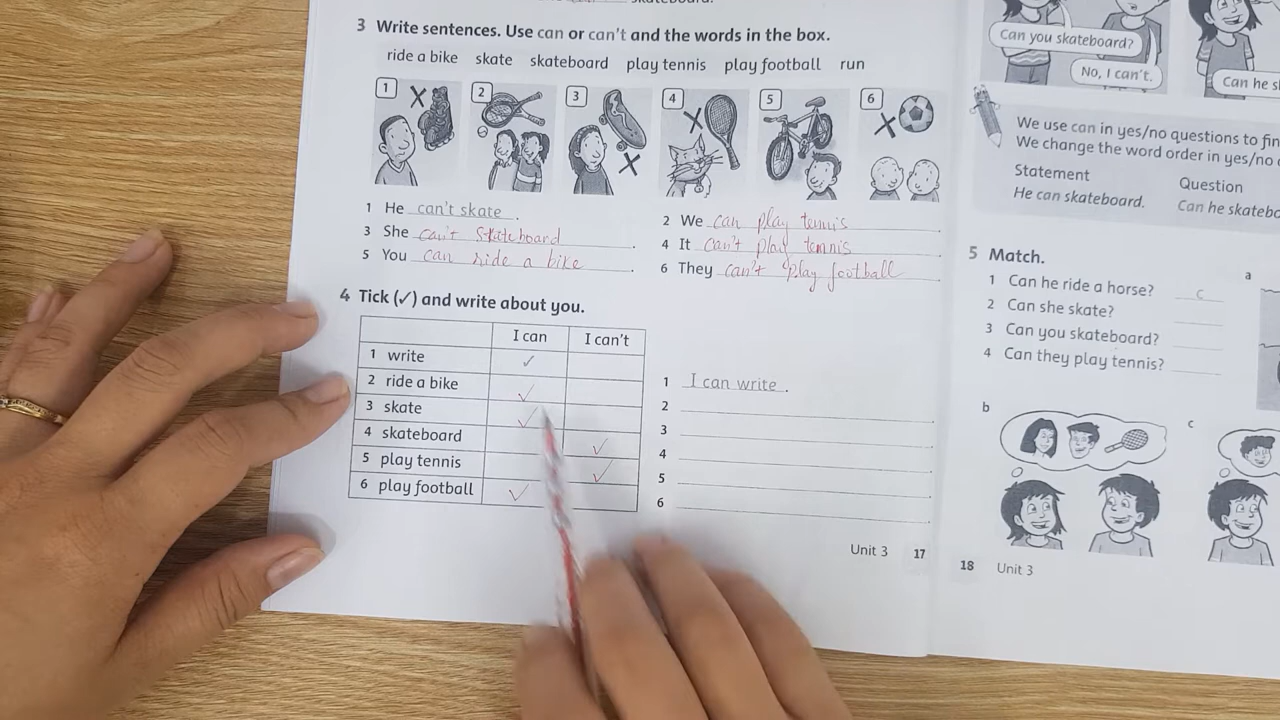 skateboard.
3 Write sentences. Use can or can't and the words in the box.
ride a bike skate skateboard play tennis play football run
1 2 3 4 5 6
1 He can't skate.
2 We can play tennis.
3 She can't skateboard.
4 It can't play tennis.
5 You can ride a bike.
6 They can't play football.
4 Tick (✓) and write about you.
I can I can't
1 write ✓
2 ride a bike ✓
3 skate ✓
4 skateboard ✓
5 play tennis ✓
6 play football ✓
1 I can write.
2
3
4
5
6
Unit 3 17
Can you skateboard?
No, I can't.
Can he
We use can in yes/no questions to
We change the word order in yes/no
Statement Question
He can skateboard. Can he
5 Match.
1 Can he ride a horse? c
2 Can she skate?
3 Can you skateboard?
4 Can they play tennis?
a
b
c
18 Unit 3